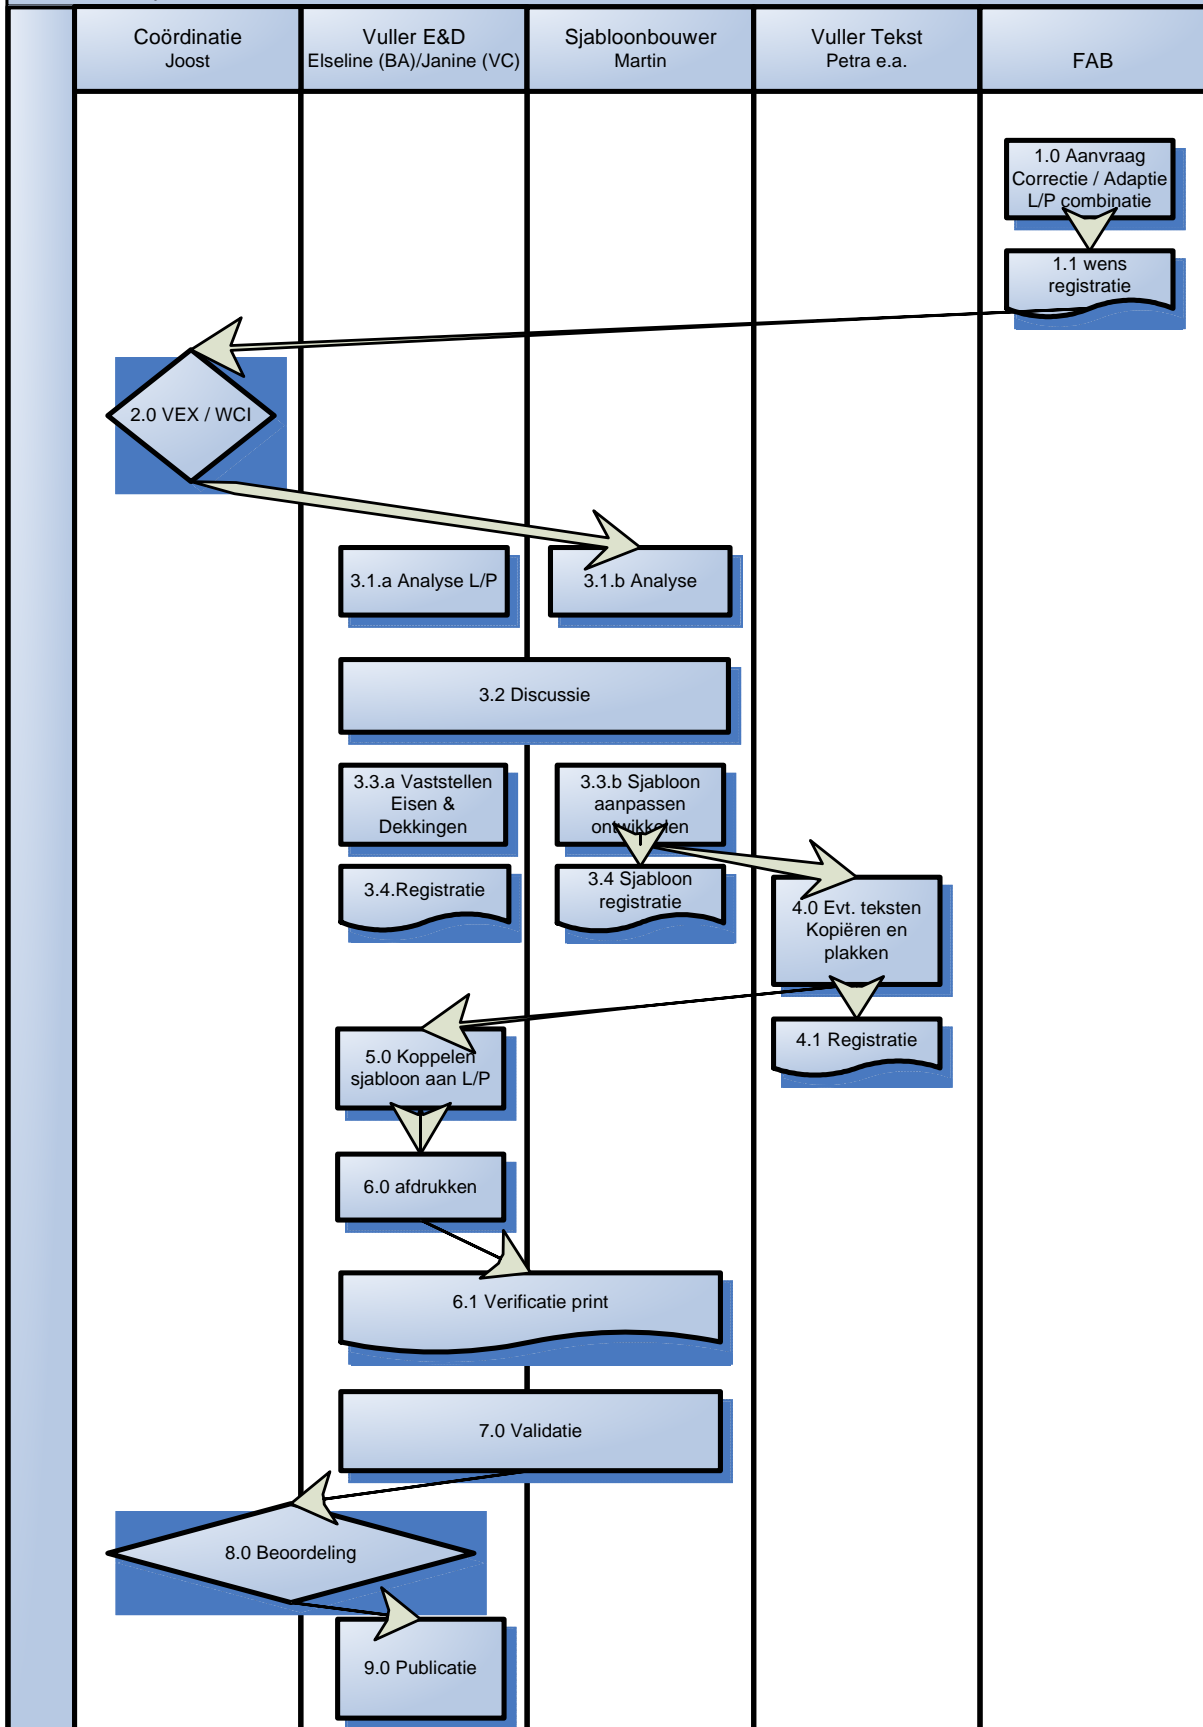 Coördinatie
Joost
Vuller E&D
Elseline (BA)/Janine (VC)
Sjabloonbouwer
Martin
Vuller Tekst
Petra e.a.
FAB
1.0 Aanvraag
Correctie / Adaptie
L/P combinatie
1.1 wens
registratie
2.0 VEX / WCI
3.1.a Analyse L/P
3.1.b Analyse
3.2 Discussie
3.3.a Vaststellen
Eisen &
Dekkingen
3.3.b Sjabloon
aanpassen
ontwikkelen
3.4.Registratie
3.4 Sjabloon
registratie
4.0 Evt. teksten
Kopiëren en
plakken
4.1 Registratie
5.0 Koppelen
sjabloon aan L/P
6.0 afdrukken
6.1 Verificatie print
7.0 Validatie
8.0 Beoordeling
9.0 Publicatie